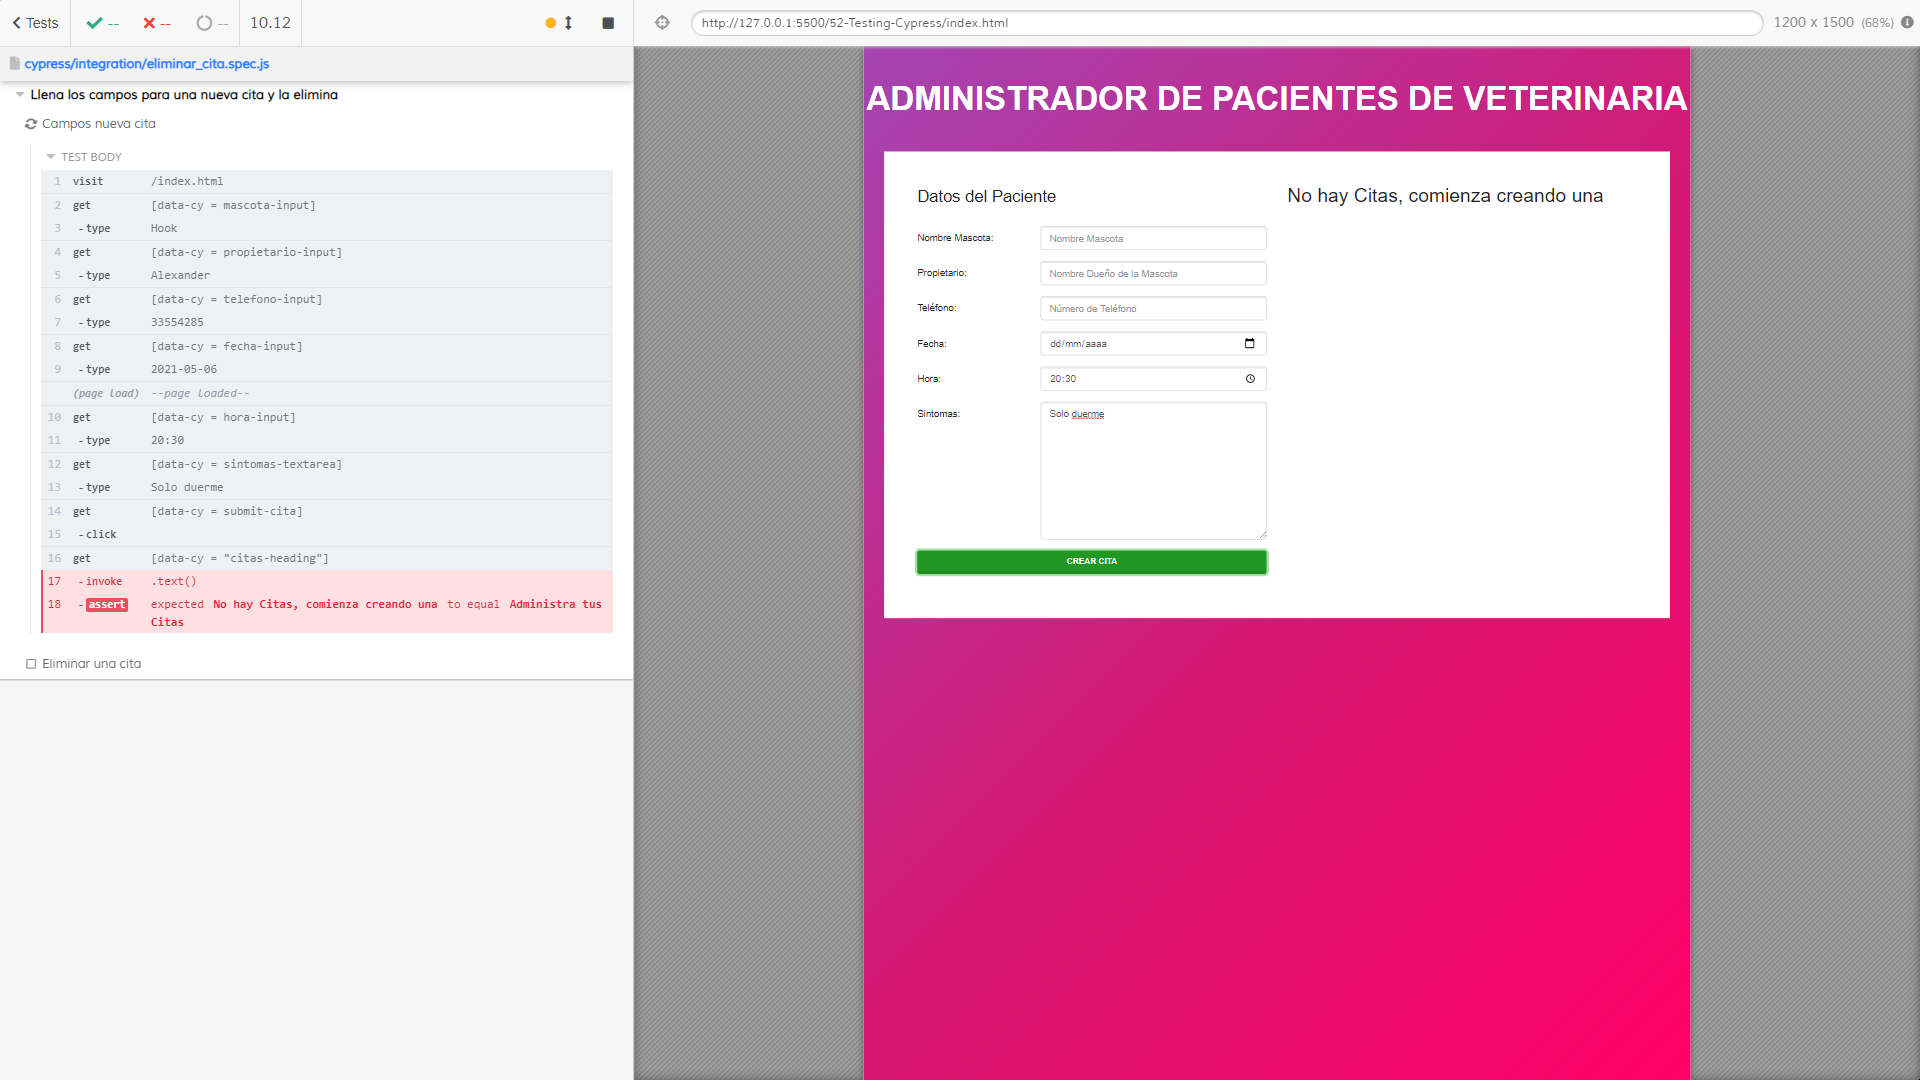 Tests
--
--
--
10.12
http://127.0.0.1:5500/52-Testing-Cypress/index.html
1200 x 1500 (68%)
cypress/integration/eliminar_cita.spec.js
Llena los campos para una nueva cita y la elimina
Campos nueva cita
TEST BODY
1 visit /index.html
2 get [data-cy = mascota-input]
3 -type Hook
4 get [data-cy = propietario-input]
5 -type Alexander
6 get [data-cy = telefono-input]
7 -type 33554285
8 get [data-cy = fecha-input]
9 -type 2021-05-06
(page load) --page loaded--
10 get [data-cy = hora-input]
11 -type 20:30
12 get [data-cy = sintomas-textarea]
13 -type Solo duerme
14 get [data-cy = submit-cita]
15 -click
16 get [data-cy = "citas-heading"]
17 -invoke .text()
18 -assert expected No hay Citas, comienza creando una to equal Administra tus
Citas
Eliminar una cita
ADMINISTRADOR DE PACIENTES DE VETERINARIA
Datos del Paciente
Nombre Mascota: Nombre Mascota
Propietario: Nombre Dueño de la Mascota
Teléfono: Número de Teléfono
Fecha: dd/mm/aaaa
Hora: 20:30
Sintomas: Solo duerme
CREAR CITA
No hay Citas, comienza creando una